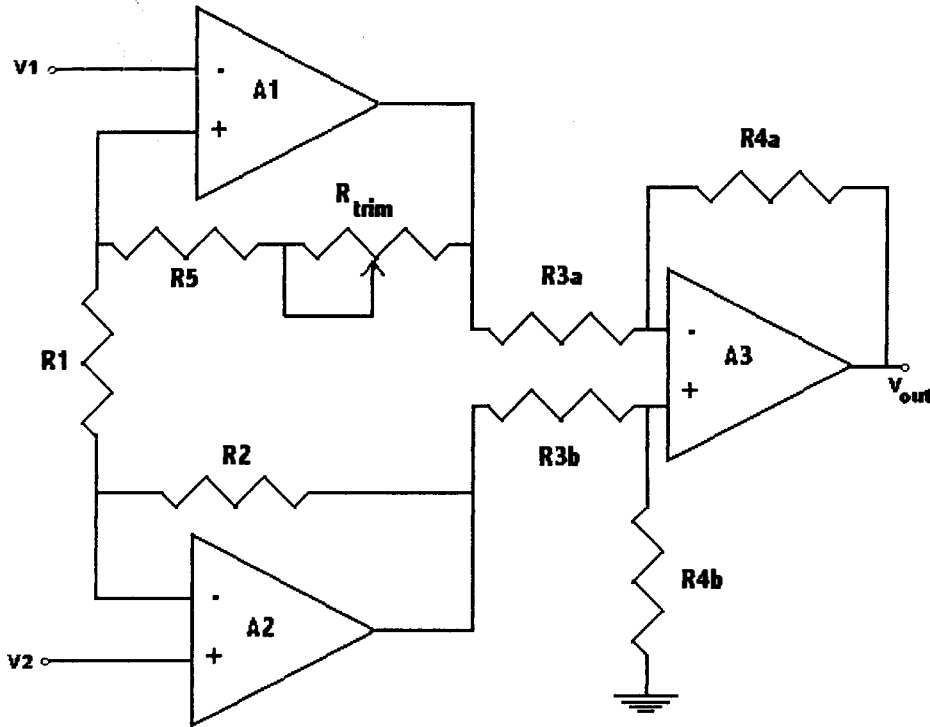 V1
-
A1
+
R4a
R trim
R5
R3a
R1
-
A3
+
V out
R2
R3b
R4b
-
A2
+
V2